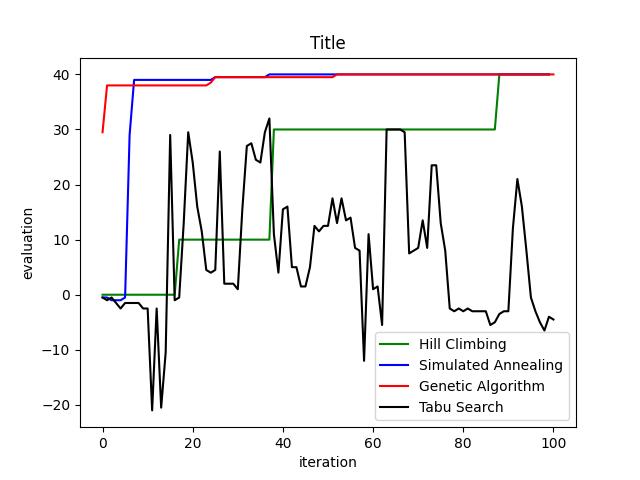 Title
evaluation
40
30
20
10
0
−10
−20
Hill Climbing
Simulated Annealing
Genetic Algorithm
Tabu Search
0 20 40 60 80 100
iteration